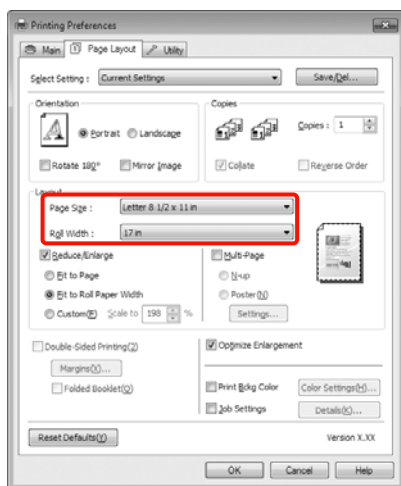 Printing Preferences
Main Page Layout Utility
Select Setting : Current Settings Save/Del...
Orientation Copies
Portrait Landscape Copies : 1
Rotate 180° Mirror Image Collate Reverse Order
Layout
Page Size : Letter 8 1/2 x 11 in
Roll Width : 17 in
Reduce/Enlarge Multi-Page
Fit to Page N-up
Fit to Roll Paper Width Poster(N)
Custom(F) Scale to 198 % Settings...
Double-Sided Printing(2) Optimize Enlargement
Margins(X)...
Folded Booklet(Q) Print Bckg Color Color Settings(H)...
Job Settings Details(K)...
Reset Defaults(Y) Version X.XX
OK Cancel Help